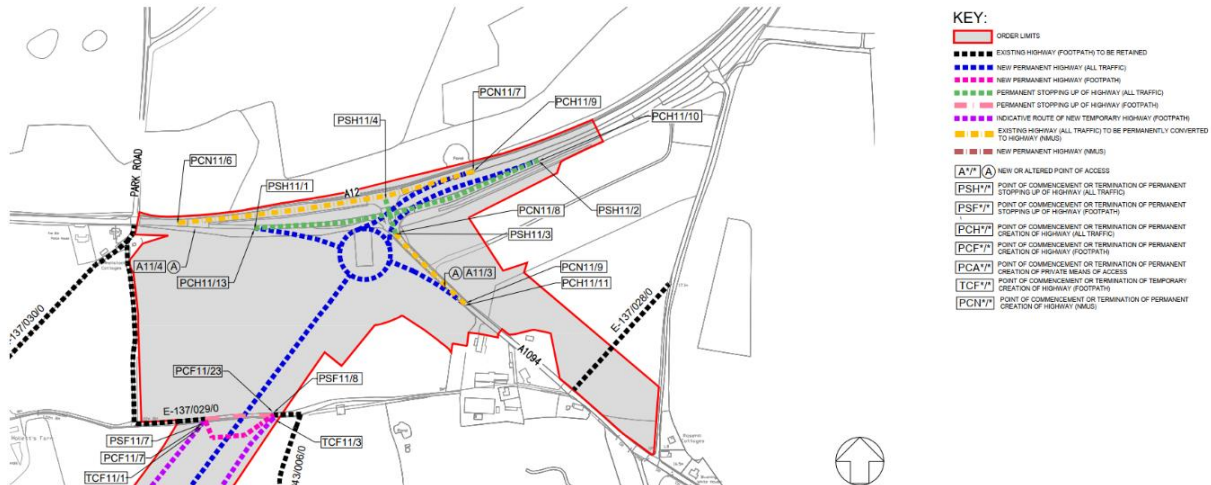 PCN11/7
PCH11/9
PCH11/10
PSH11/4
PCN11/6
PSH11/1
PARK ROAD
A12
PCN11/8
PSH11/2
PSH11/3
A11/4 A
PCH11/13
A A11/3
PCN11/9
PCH11/11
E-137/028/0
-137/030/0
A1094
PCF11/23
PSF11/8
E-137/029/0
PSF11/7
PCF11/7
TCF11/3
TCF11/1
43/006/0
KEY:
ORDER LIMITS
EXISTING HIGHWAY (FOOTPATH) TO BE RETAINED
NEW PERMANENT HIGHWAY (ALL TRAFFIC)
NEW PERMANENT HIGHWAY (FOOTPATH)
PERMANENT STOPPING UP OF HIGHWAY (ALL TRAFFIC)
PERMANENT STOPPING UP OF HIGHWAY (FOOTPATH)
INDICATIVE ROUTE OF NEW TEMPORARY HIGHWAY (FOOTPATH)
EXISTING HIGHWAY (ALL TRAFFIC) TO BE PERMANENTLY CONVERTED
TO HIGHWAY (NMUS)
NEW PERMANENT HIGHWAY (NMUS)
A*/* A NEW OR ALTERED POINT OF ACCESS
PSH*/* POINT OF COMMENCEMENT OR TERMINATION OF PERMANENT
STOPPING UP OF HIGHWAY (ALL TRAFFIC)
PSF*/* POINT OF COMMENCEMENT OR TERMINATION OF PERMANENT
STOPPING UP OF HIGHWAY (FOOTPATH)
PCH*/* POINT OF COMMENCEMENT OR TERMINATION OF PERMANENT
CREATION OF HIGHWAY (ALL TRAFFIC)
PCF*/* POINT OF COMMENCEMENT OR TERMINATION OF PERMANENT
CREATION OF HIGHWAY (FOOTPATH)
PCA*/* POINT OF COMMENCEMENT OR TERMINATION OF PERMANENT
CREATION OF PRIVATE MEANS OF ACCESS
TCF*/* POINT OF COMMENCEMENT OR TERMINATION OF TEMPORARY
CREATION OF HIGHWAY (FOOTPATH)
PCN*/* POINT OF COMMENCEMENT OR TERMINATION OF PERMANENT
CREATION OF HIGHWAY (NMUS)